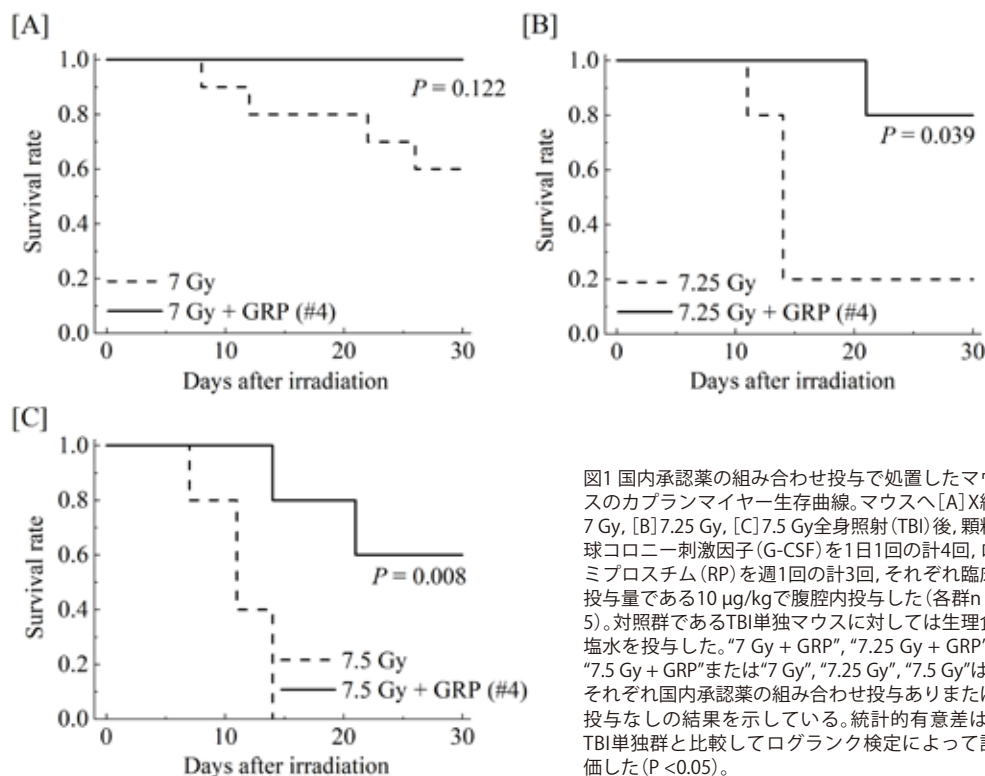 [A]
1.0
0.8
0.6
0.4
0.2
0.0
Survival rate
P = 0.122
7 Gy
7 Gy + GRP (#4)
0 10 20 30
Days after irradiation
[B]
1.0
0.8
0.6
0.4
0.2
0.0
Survival rate
P = 0.039
7.25 Gy
7.25 Gy + GRP (#4)
0 10 20 30
Days after irradiation
[C]
1.0
0.8
0.6
0.4
0.2
0.0
Survival rate
P = 0.008
7.5 Gy
7.5 Gy + GRP (#4)
0 10 20 30
Days after irradiation
図1 国内承認薬の組み合わせ投与で処置したマウ
スのカプランマイヤー生存曲線。マウスへ[A]X線
7 Gy, [B]7.25 Gy, [C]7.5 Gy全身照射(TBI)後, 顆粒
球コロニー刺激因子(G-CSF)を1日1回の計4回, ロ
ミプロスチム(RP)を週1回の計3回, それぞれ臨床
投与量である10 µg/kgで腹腔内投与した(各群n
5)。対照群であるTBI単独マウスに対しては生理食
塩水を投与した。“7 Gy + GRP”, “7.25 Gy + GRP”
“7.5 Gy + GRP”または“7 Gy”, “7.25 Gy”, “7.5 Gy”は
それぞれ国内承認薬の組み合わせ投与ありまたは
投与なしの結果を示している。統計的有意差は
TBI単独群と比較してログランク検定によって評
価した(P <0.05)。